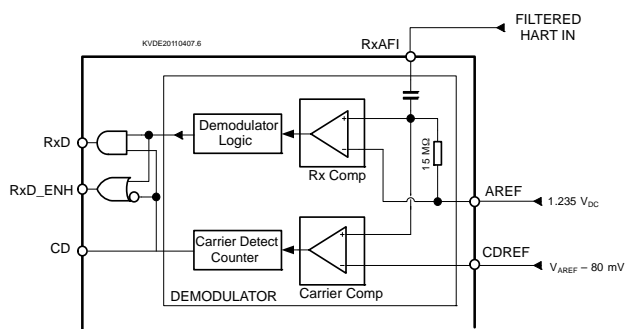 FILTERED
HART IN
KVDE20110407.6
RxAFI
RxD
Demodulator
Logic
+
−
Rx Comp
15 MΩ
RxD_ENH
AREF
1.235 VDC
CD
Carrier Detect
Counter
+
−
Carrier Comp
CDREF
VAREF – 80 mV
DEMODULATOR